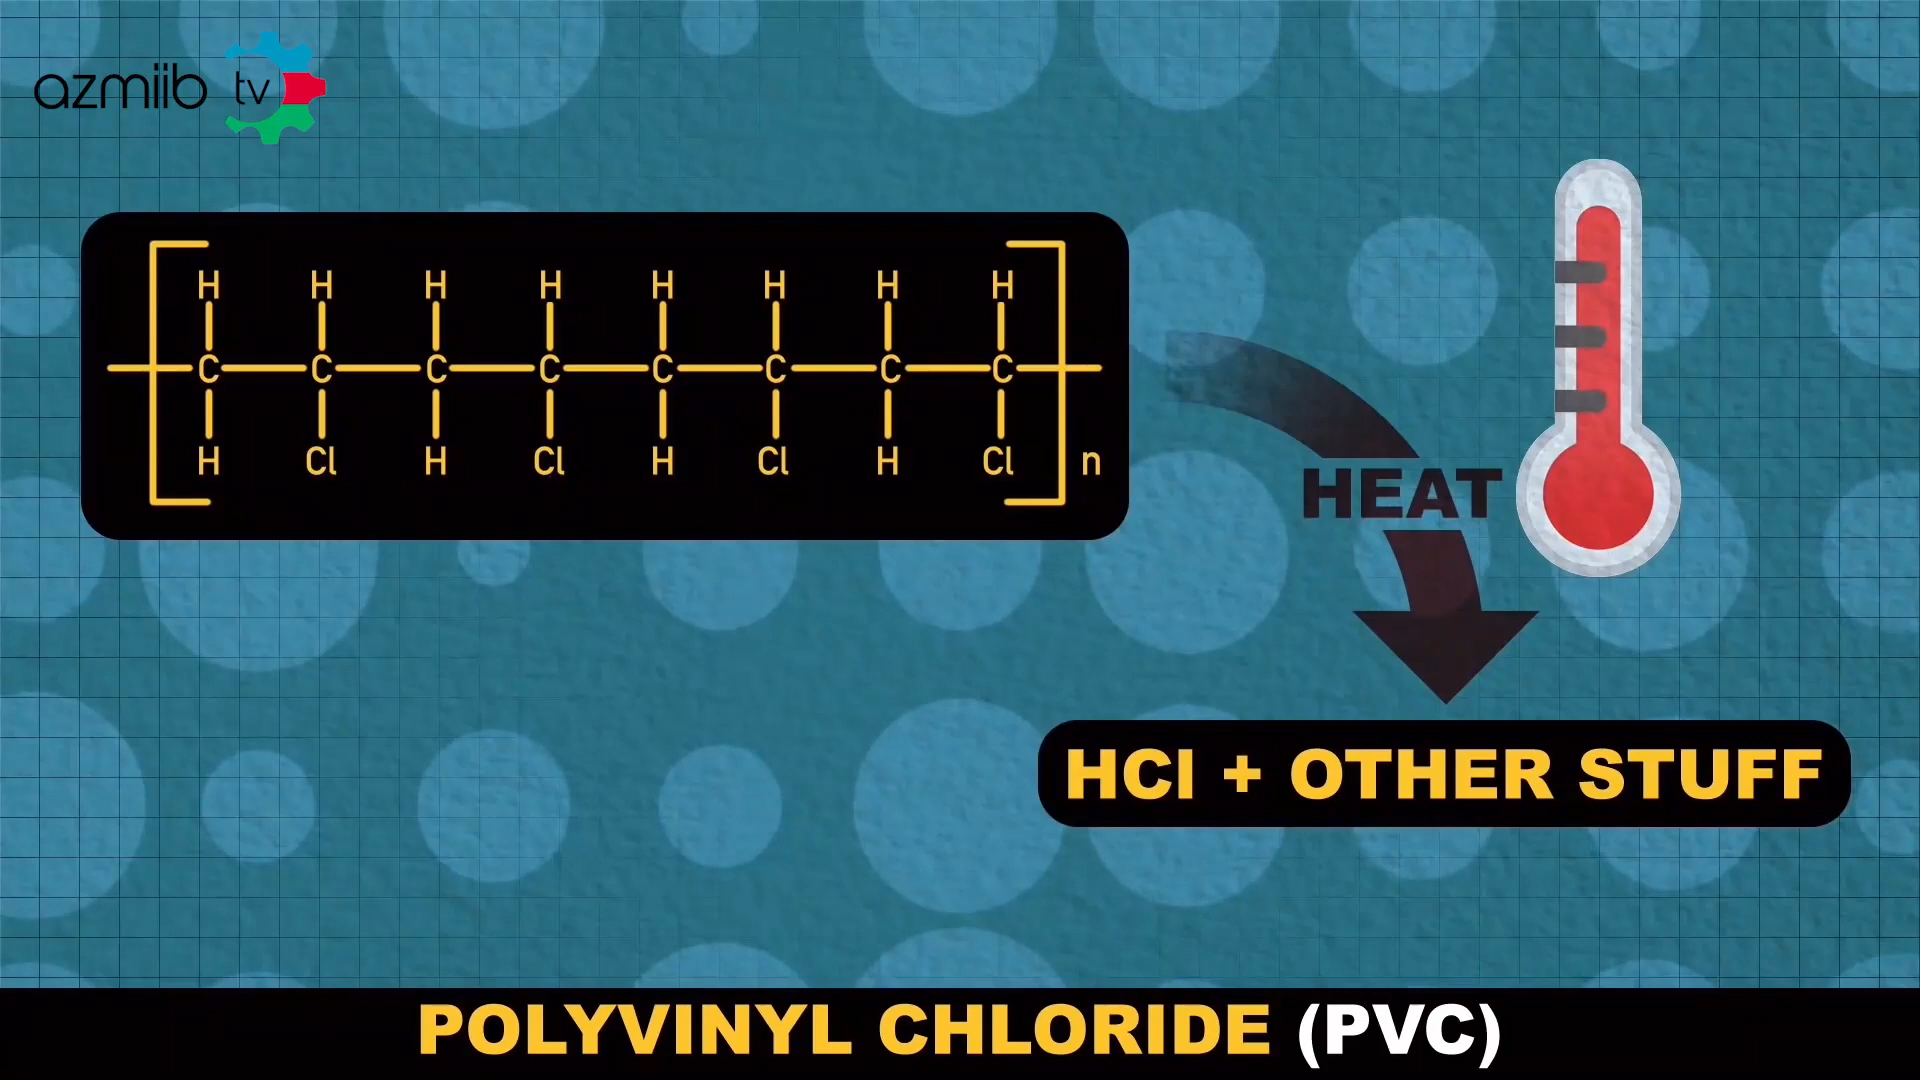 azmiib tv
H H H H H H H H
C C C C C C C C
H Cl H Cl H Cl H Cl n
HEAT
HCl + OTHER STUFF
POLYVINYL CHLORIDE (PVC)